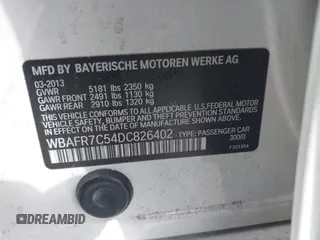 MFD BY BAYERISCHE MOTOREN WERKE AG
03-2013
GVWR 5181 lbs 2350 kg
GAWR FRONT 2491 lbs 1130 kg
GAWR REAR 2910 lbs 1320 kg
THIS VEHICLE CONFORMS TO ALL APPLICABLE
FEDERAL MOTOR VEHICLE SAFETY, BUMPER,
AND THEFT PREVENTION STANDARDS IN EFFECT ON
THE DATE OF MANUFACTURE SHOWN ABOVE.
WBAFR7C54DC826402 TYPE: PASSENGER CAR
300/0
DREAMBID